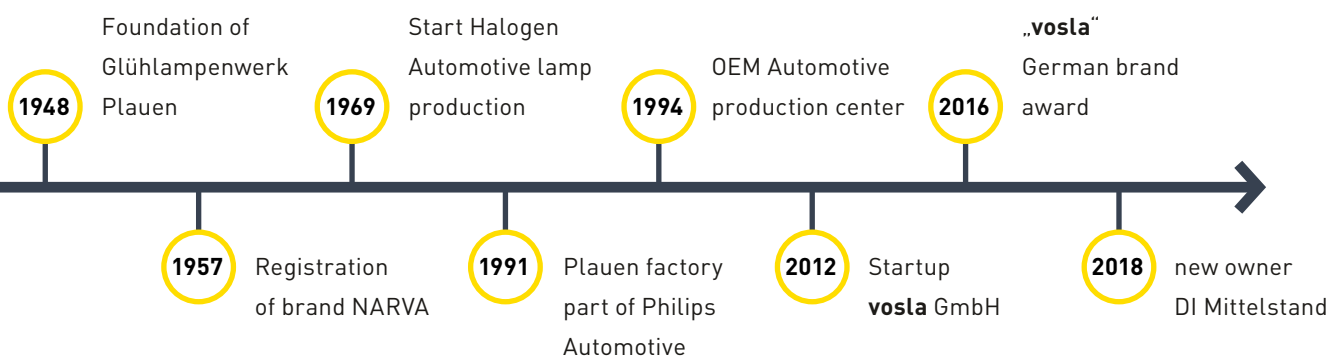 1948
Foundation of
Glühlampenwerk
Plauen
1957
Registration
of brand NARVA
1969
Start Halogen
Automotive lamp
production
1991
Plauen factory
part of Philips
Automotive
1994
OEM Automotive
production center
2012
Startup
vosla GmbH
2016
„vosla“
German brand
award
2018
new owner
DI Mittelstand